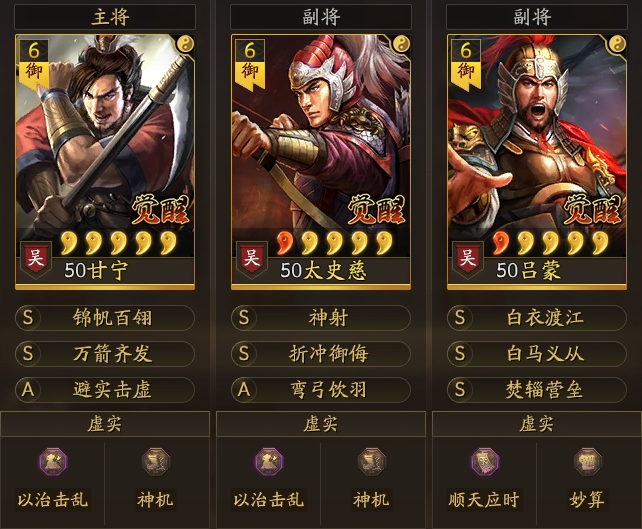 主将
6
御
觉醒
吴
50甘宁
S 锦帆百翎
S 万箭齐发
A 避实击虚
虚实
以治击乱 神机
副将
6
御
觉醒
吴
50太史慈
S 神射
S 折冲御侮
A 弯弓饮羽
虚实
以治击乱 神机
副将
6
御
觉醒
吴
50吕蒙
S 白衣渡江
S 白马义从
S 焚辎营垒
虚实
顺天应时 妙算